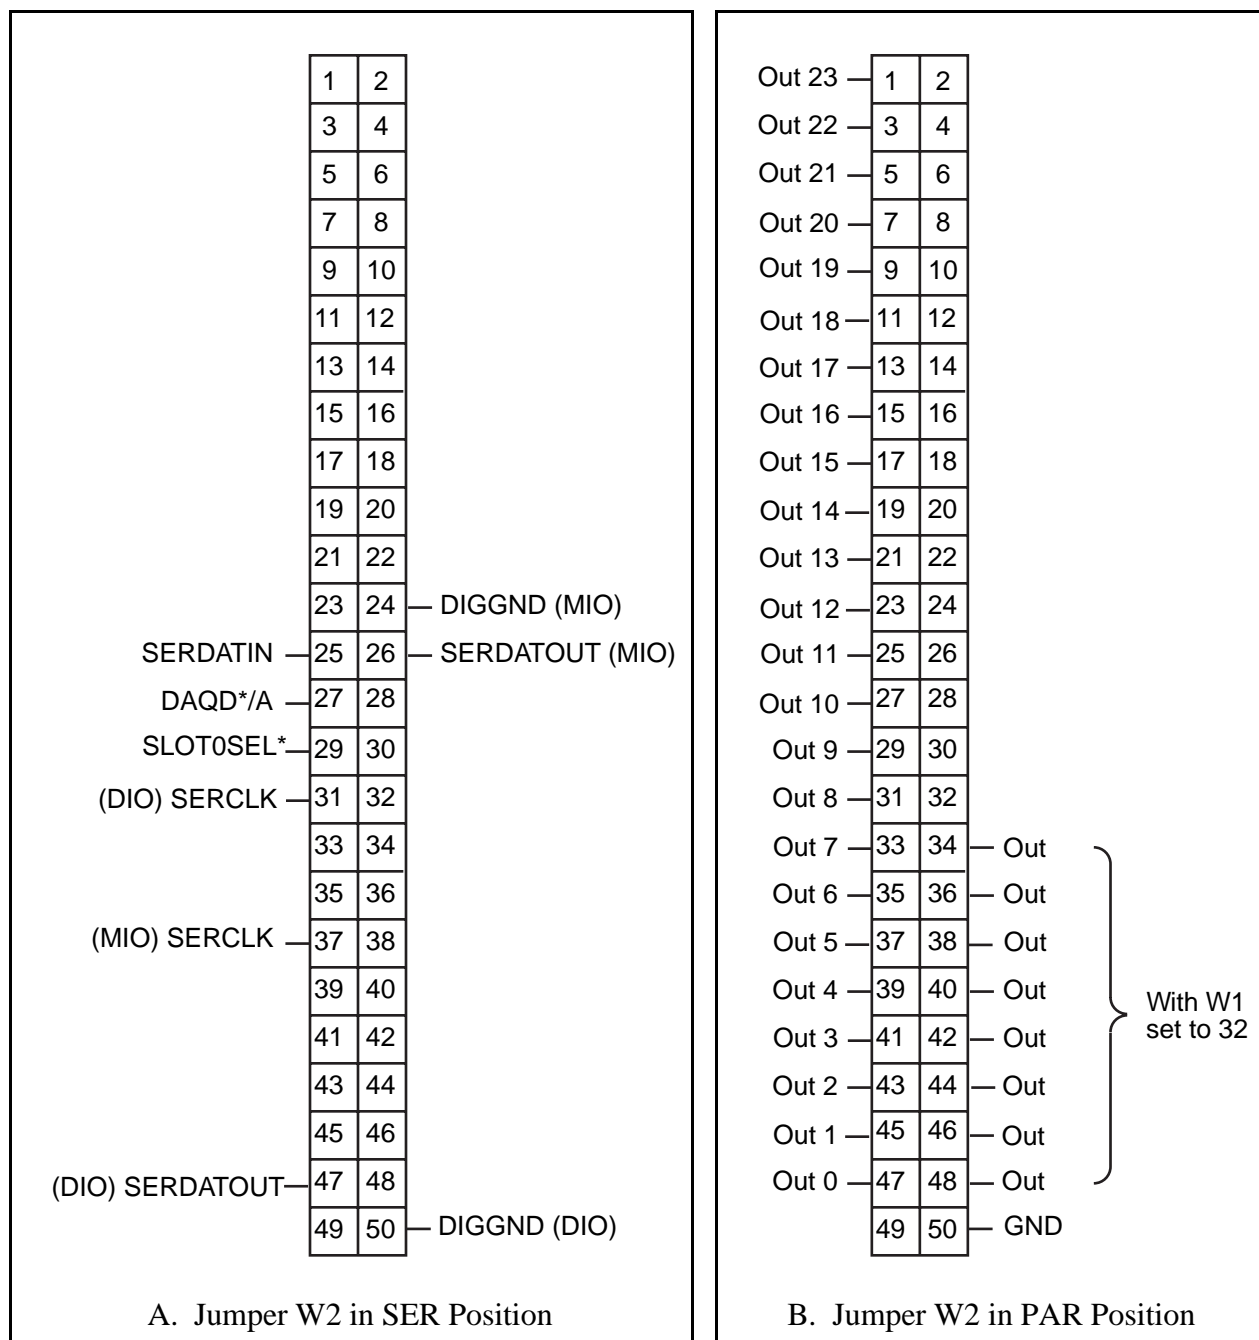 1 2
3 4
5 6
7 8
9 10
11 12
13 14
15 16
17 18
19 20
21 22
23 24 DIGGND (MIO)
SERDATIN 25 26 SERDATOUT (MIO)
DAQD*/A 27 28
SLOT0SEL* 29 30
(DIO) SERCLK 31 32
33 34
35 36
(MIO) SERCLK 37 38
39 40
41 42
43 44
45 46
(DIO) SERDATOUT 47 48
49 50 DIGGND (DIO)
A. Jumper W2 in SER Position
Out 23 1 2
Out 22 3 4
Out 21 5 6
Out 20 7 8
Out 19 9 10
Out 18 11 12
Out 17 13 14
Out 16 15 16
Out 15 17 18
Out 14 19 20
Out 13 21 22
Out 12 23 24
Out 11 25 26
Out 10 27 28
Out 9 29 30
Out 8 31 32
Out 7 33 34 Out
Out 6 35 36 Out
Out 5 37 38 Out
Out 4 39 40 Out
Out 3 41 42 Out
Out 2 43 44 Out
Out 1 45 46 Out
Out 0 47 48 Out
49 50 GND
With W1
set to 32
B. Jumper W2 in PAR Position